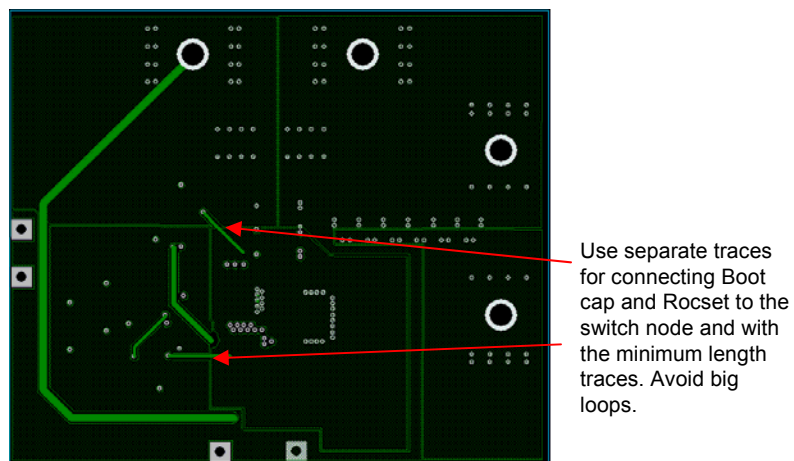 Use separate traces
for connecting Boot
cap and Rocset to the
switch node and with
the minimum length
traces. Avoid big
loops.